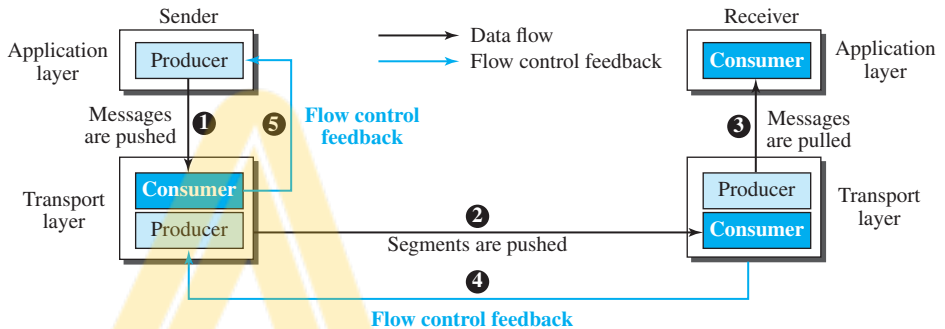 Sender
Receiver
Application
layer
Producer
Data flow
Flow control feedback
Consumer
Application
layer
Messages
are pushed
1
5
Flow control
feedback
3
Messages
are pulled
Transport
layer
Consumer
Producer
2
Segments are pushed
Producer
Consumer
Transport
layer
4
Flow control feedback